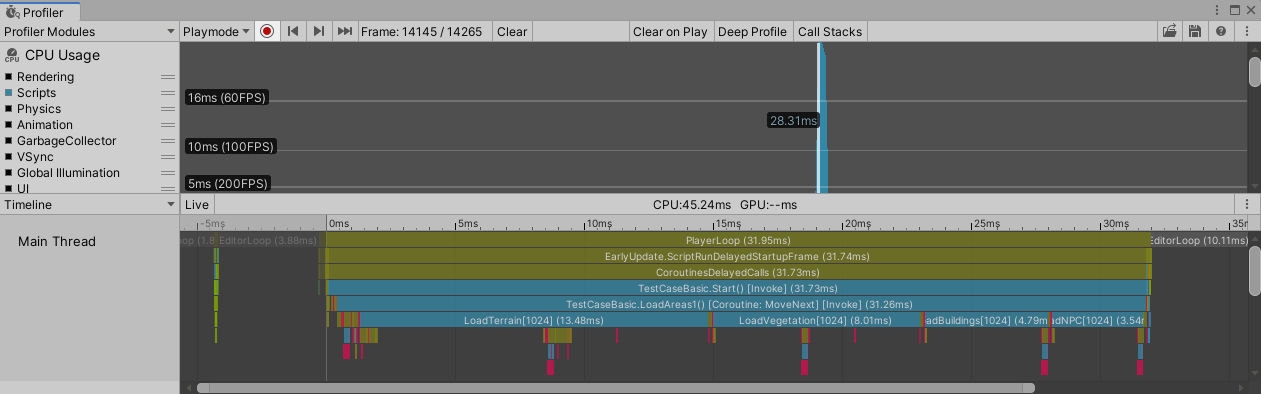 Profiler
Profiler Modules Playmode Frame: 14145 / 14265 Clear Clear on Play Deep Profile Call Stacks
CPU CPU Usage
Rendering
Scripts
Physics
Animation
GarbageCollector
VSync
Global Illumination
UI
16ms (60FPS)
28.31ms
10ms (100FPS)
5ms (200FPS)
Timeline Live CPU:45.24ms GPU:--ms
-5ms 0ms 5ms 10ms 15ms 20ms 25ms 30ms 35m
Main Thread
EditorLoop (3.88ms) PlayerLoop (31.95ms) EditorLoop (10.11ms)
EarlyUpdate.ScriptRunDelayedStartupFrame (31.74ms)
CoroutinesDelayedCalls (31.73ms)
TestCaseBasic.Start() [Invoke] (31.73ms)
TestCaseBasic.LoadAreas1() [Coroutine: MoveNext] [Invoke] (31.26ms)
LoadTerrain[1024] (13.48ms) LoadVegetation[1024] (8.01ms) adBuildings[1024] (4.79m adNPC[1024] (3.54r